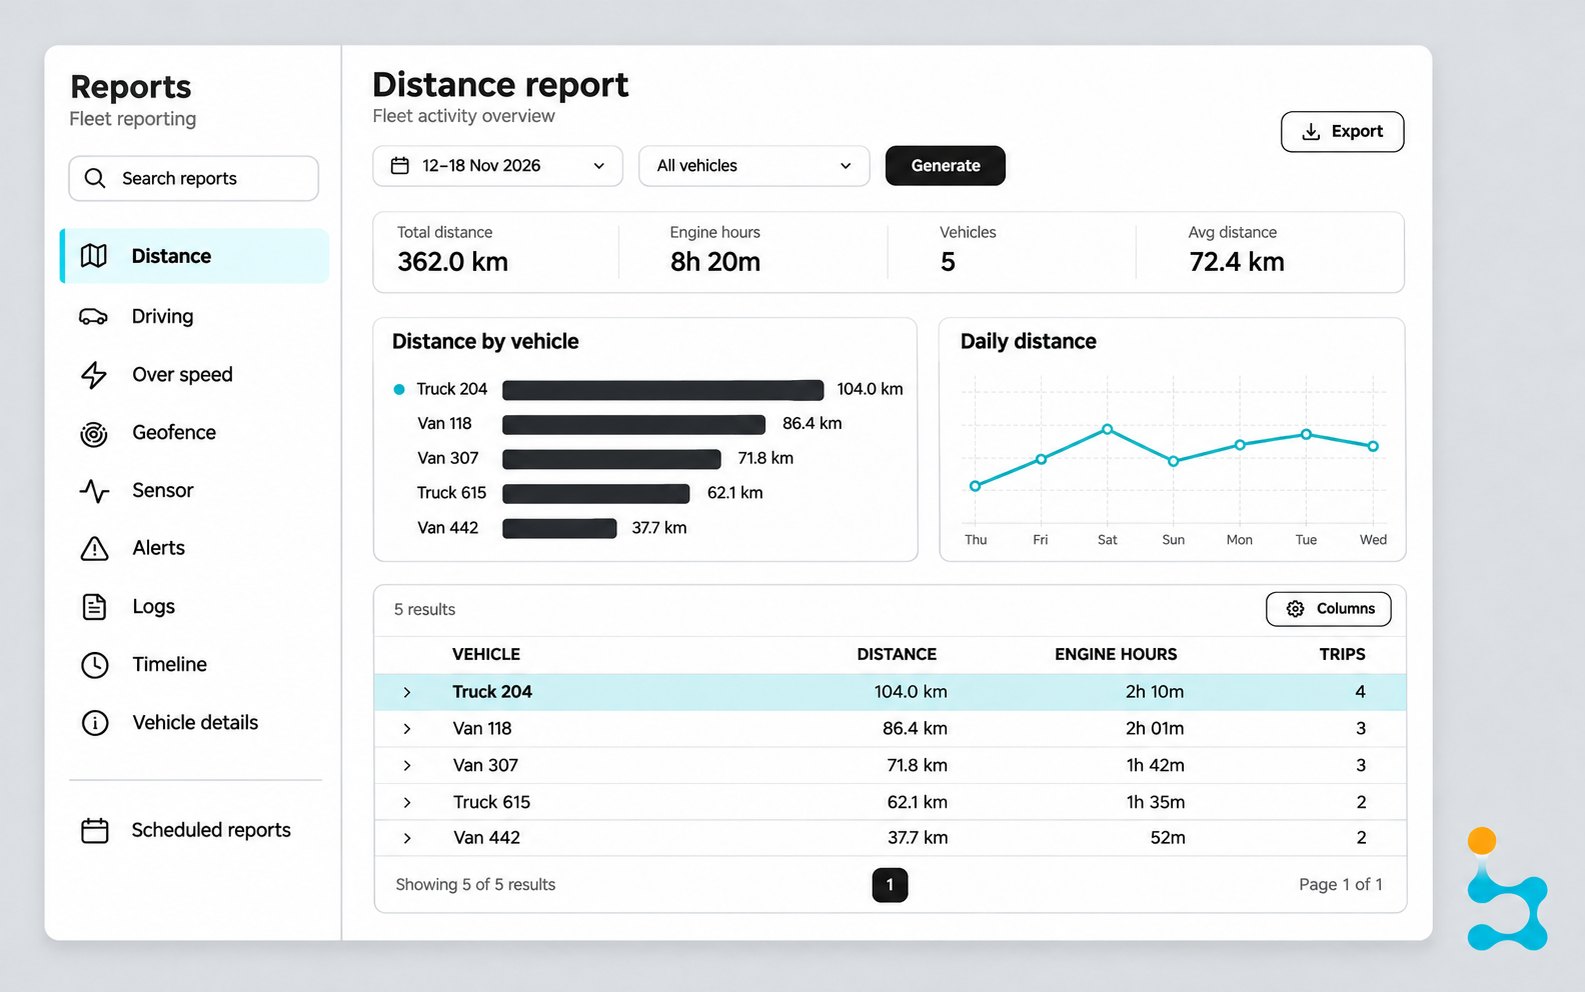 Reports
Fleet reporting
Search reports
Distance
Driving
Over speed
Geofence
Sensor
Alerts
Logs
Timeline
Vehicle details
Scheduled reports
Distance report
Fleet activity overview
Export
12–18 Nov 2026
All vehicles
Generate
Total distance
362.0 km
Engine hours
8h 20m
Vehicles
5
Avg distance
72.4 km
Distance by vehicle
Truck 204 104.0 km
Van 118 86.4 km
Van 307 71.8 km
Truck 615 62.1 km
Van 442 37.7 km
Daily distance
Thu Fri Sat Sun Mon Tue Wed
5 results
Columns
VEHICLE DISTANCE ENGINE HOURS TRIPS
Truck 204 104.0 km 2h 10m 4
Van 118 86.4 km 2h 01m 3
Van 307 71.8 km 1h 42m 3
Truck 615 62.1 km 1h 35m 2
Van 442 37.7 km 52m 2
Showing 5 of 5 results 1 Page 1 of 1